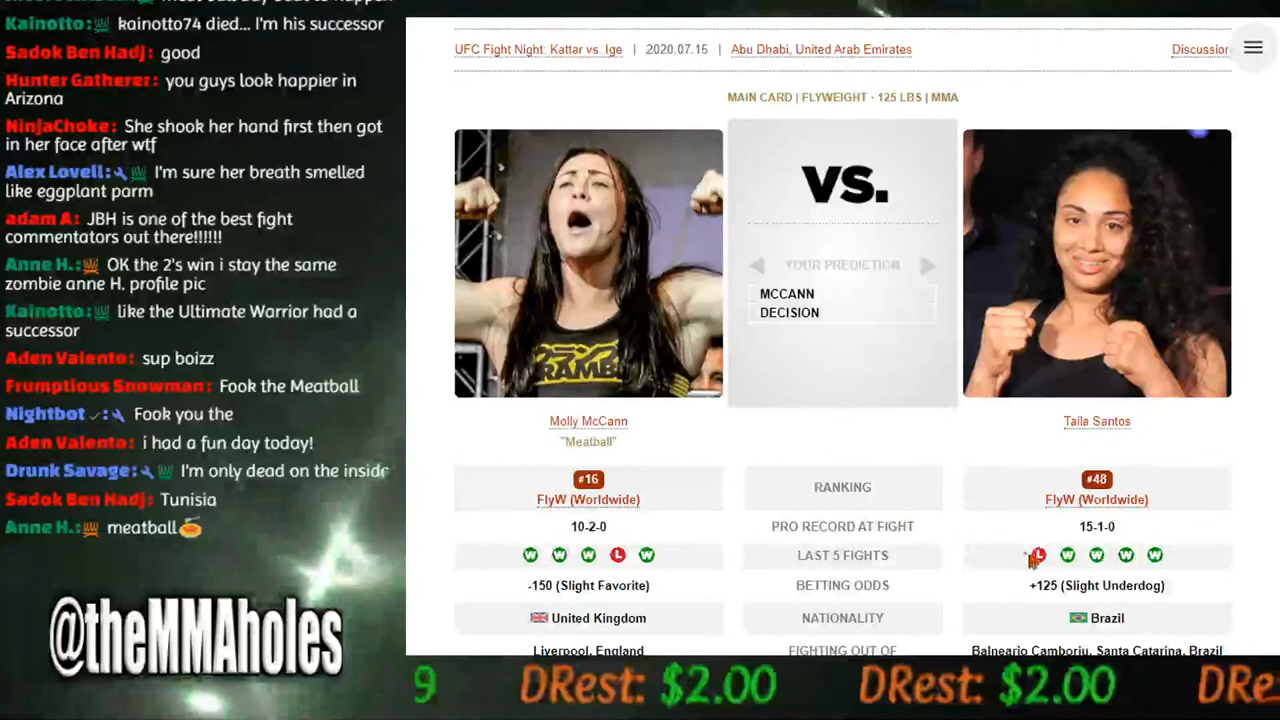 Kainotto: kainotto74 died... I'm his successor
Sadok Ben Hadj: good
Hunter Gatherer: you guys look happier in
Arizona
NinjaChoke: She shook her hand first then got
in her face after wtf
Alex Lovell: I'm sure her breath smelled
like eggplant parm
adam A: JBH is one of the best fight
commentators out there!!!!!!
Anne H.: OK the 2's win i stay the same
zombie anne H. profile pic
Kainotto: like the Ultimate Warrior had a
successor
Aden Valento: sup boizz
Frumptious Snowman: Fook the Meatball
Nightbot: Fook you the
Aden Valento: i had a fun day today!
Drunk Savage: I'm only dead on the inside
Sadok Ben Hadj: Tunisia
Anne H.: meatball
@theMMAholes
UFC Fight Night: Kattar vs. Ige | 2020.07.15 | Abu Dhabi, United Arab Emirates Discussion
MAIN CARD | FLYWEIGHT · 125 LBS | MMA
VS.
YOUR PREDICTION
MCCANN
DECISION
Molly McCann Taila Santos
"Meatball"
#16 RANKING #48
FlyW (Worldwide) FlyW (Worldwide)
10-2-0 PRO RECORD AT FIGHT 15-1-0
W W W L W LAST 5 FIGHTS L W W W W
-150 (Slight Favorite) BETTING ODDS +125 (Slight Underdog)
United Kingdom NATIONALITY Brazil
Liverpool, England FIGHTING OUT OF Balneario Camboriu, Santa Catarina, Brazil
9 DRest: $2.00 DRest: $2.00 DRe